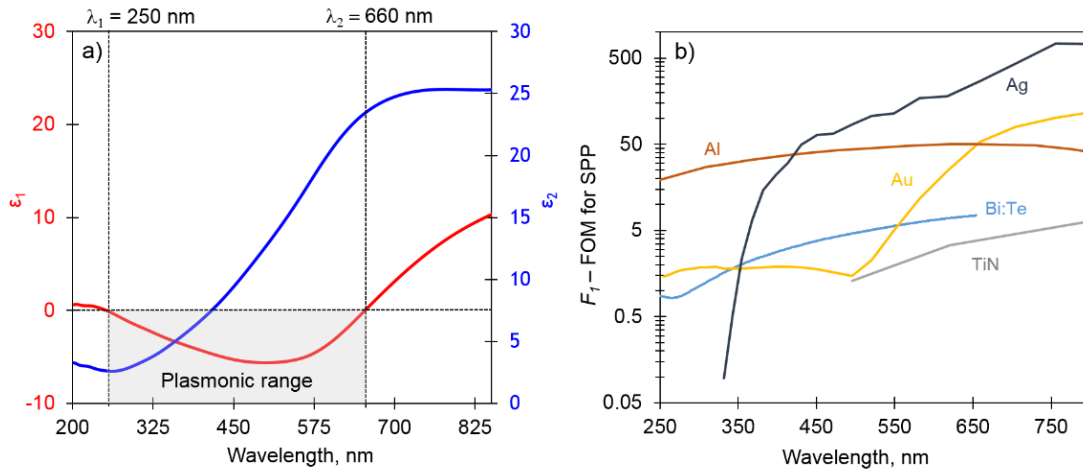 λ₁ = 250 nm
λ₂ = 660 nm
a)
30
20
10
0
-10
ε₁
30
25
20
15
10
5
0
ε₂
Plasmonic range
200 325 450 575 700 825
Wavelength, nm
b)
500
50
5
0.5
0.05
F₁ – FOM for SPP
Ag
Al
Au
Bi:Te
TiN
250 350 450 550 650 750
Wavelength, nm